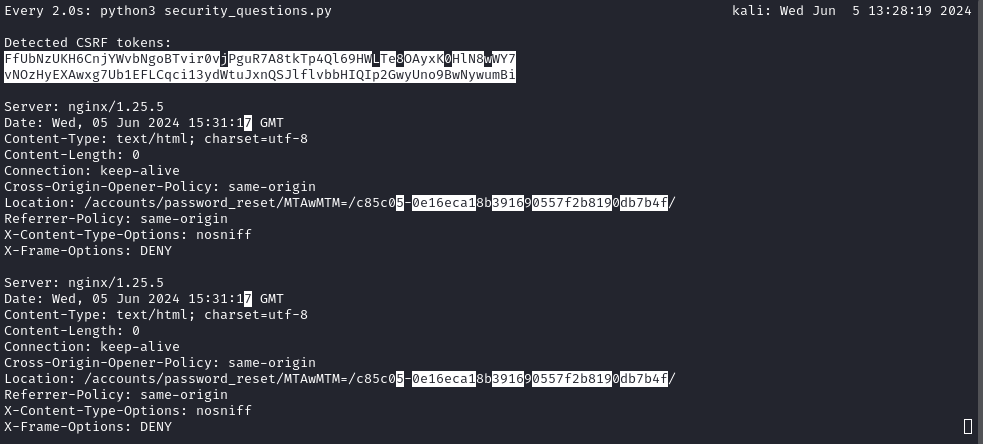 Every 2.0s: python3 security_questions.py kali: Wed Jun  5 13:28:19 2024
Detected CSRF tokens:
FfUbNzUKH6CnjYWvbNgoBTvir0vjPguR7A8tkTp4Ql69HWLTe8OAyxK0HlN8wWY7
vNOzHyEXAwxg7Ub1EFLCqci13ydWtuJxnQSJlflvbbHIQIp2GwyUno9BwNywumBi
Server: nginx/1.25.5
Date: Wed, 05 Jun 2024 15:31:17 GMT
Content-Type: text/html; charset=utf-8
Content-Length: 0
Connection: keep-alive
Cross-Origin-Opener-Policy: same-origin
Location: /accounts/password_reset/MTAwMTM=/c85c05-0e16eca18b391690557f2b8190db7b4f/
Referrer-Policy: same-origin
X-Content-Type-Options: nosniff
X-Frame-Options: DENY
Server: nginx/1.25.5
Date: Wed, 05 Jun 2024 15:31:17 GMT
Content-Type: text/html; charset=utf-8
Content-Length: 0
Connection: keep-alive
Cross-Origin-Opener-Policy: same-origin
Location: /accounts/password_reset/MTAwMTM=/c85c05-0e16eca18b391690557f2b8190db7b4f/
Referrer-Policy: same-origin
X-Content-Type-Options: nosniff
X-Frame-Options: DENY